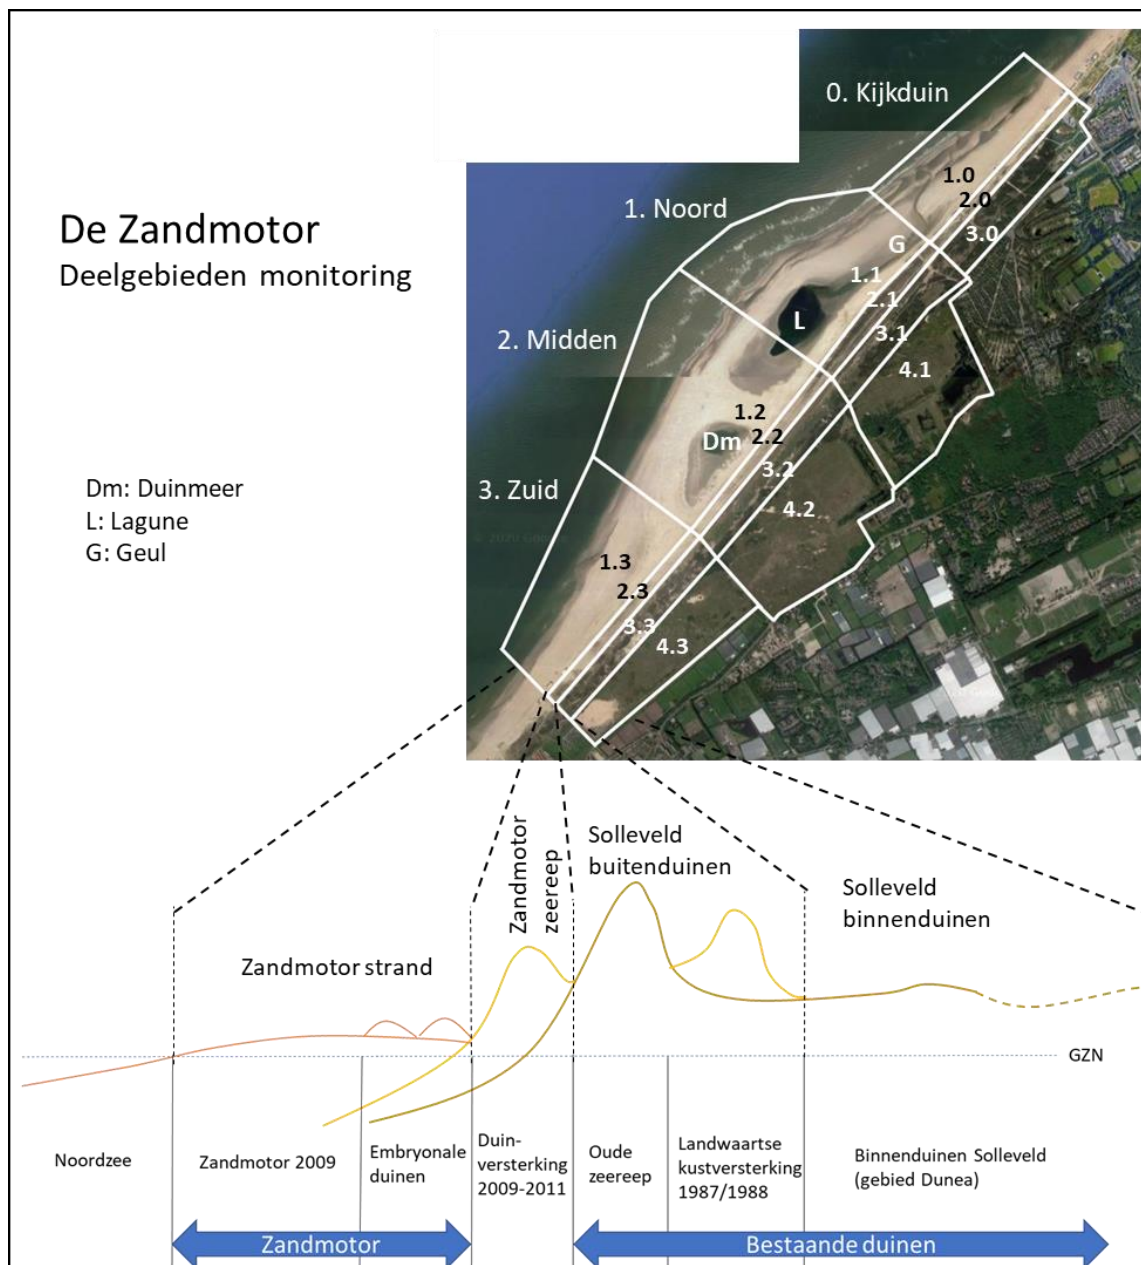 De Zandmotor
Deelgebieden monitoring
0. Kijkduin
1. Noord
2. Midden
3. Zuid
Dm: Duinmeer
L: Lagune
G: Geul
1.0
2.0
3.0
G
1.1
2.1
3.1
4.1
L
1.2
Dm
2.2
3.2
4.2
1.3
2.3
3.3
4.3
Zandmotor strand
Zandmotor
zeereep
Solleveld
buitenduinen
Solleveld
binnenduinen
GZN
Noordzee
Zandmotor 2009
Embryonale
duinen
Duin-
versterking
2009-2011
Oude
zeereep
Landwaartse
kustversterking
1987/1988
Binnenduinen Solleveld
(gebied Dunea)
Zandmotor
Bestaande duinen